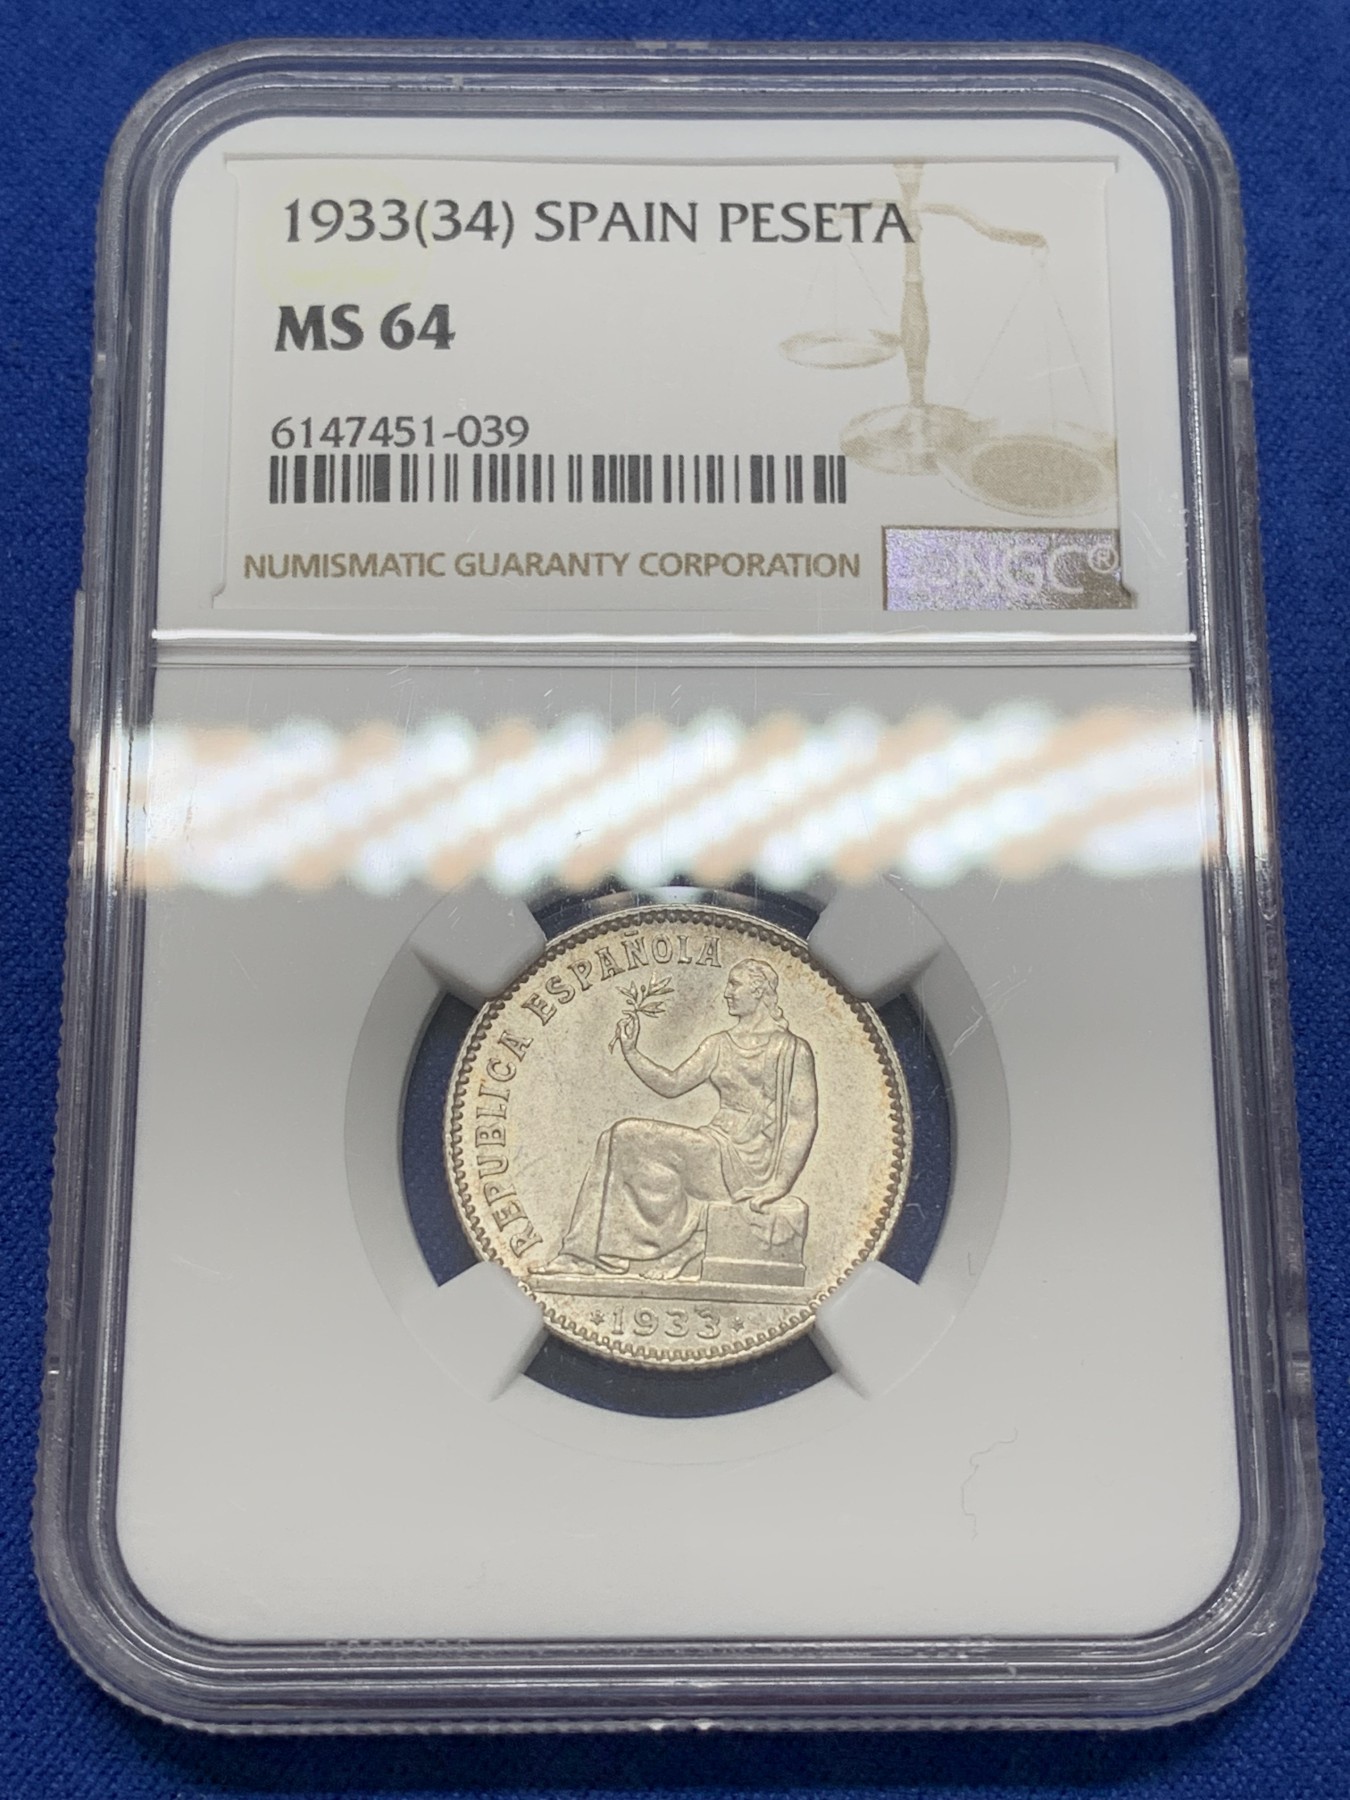 1933(34) SPAIN PESETA
MS 64
6147451-039
NUMISMATIC GUARANTY CORPORATION
NGC®
REPUBLICA ESPAÑOLA
*1933*